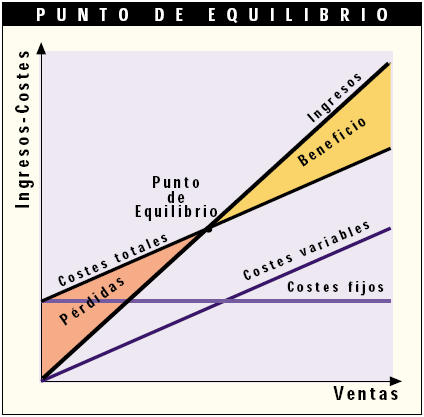 PUNTO DE EQUILIBRIO
Ingresos-Costes
Ingresos
Beneficio
Punto
de
Equilibrio
Costes totales
Costes variables
Pérdidas
Costes fijos
Ventas